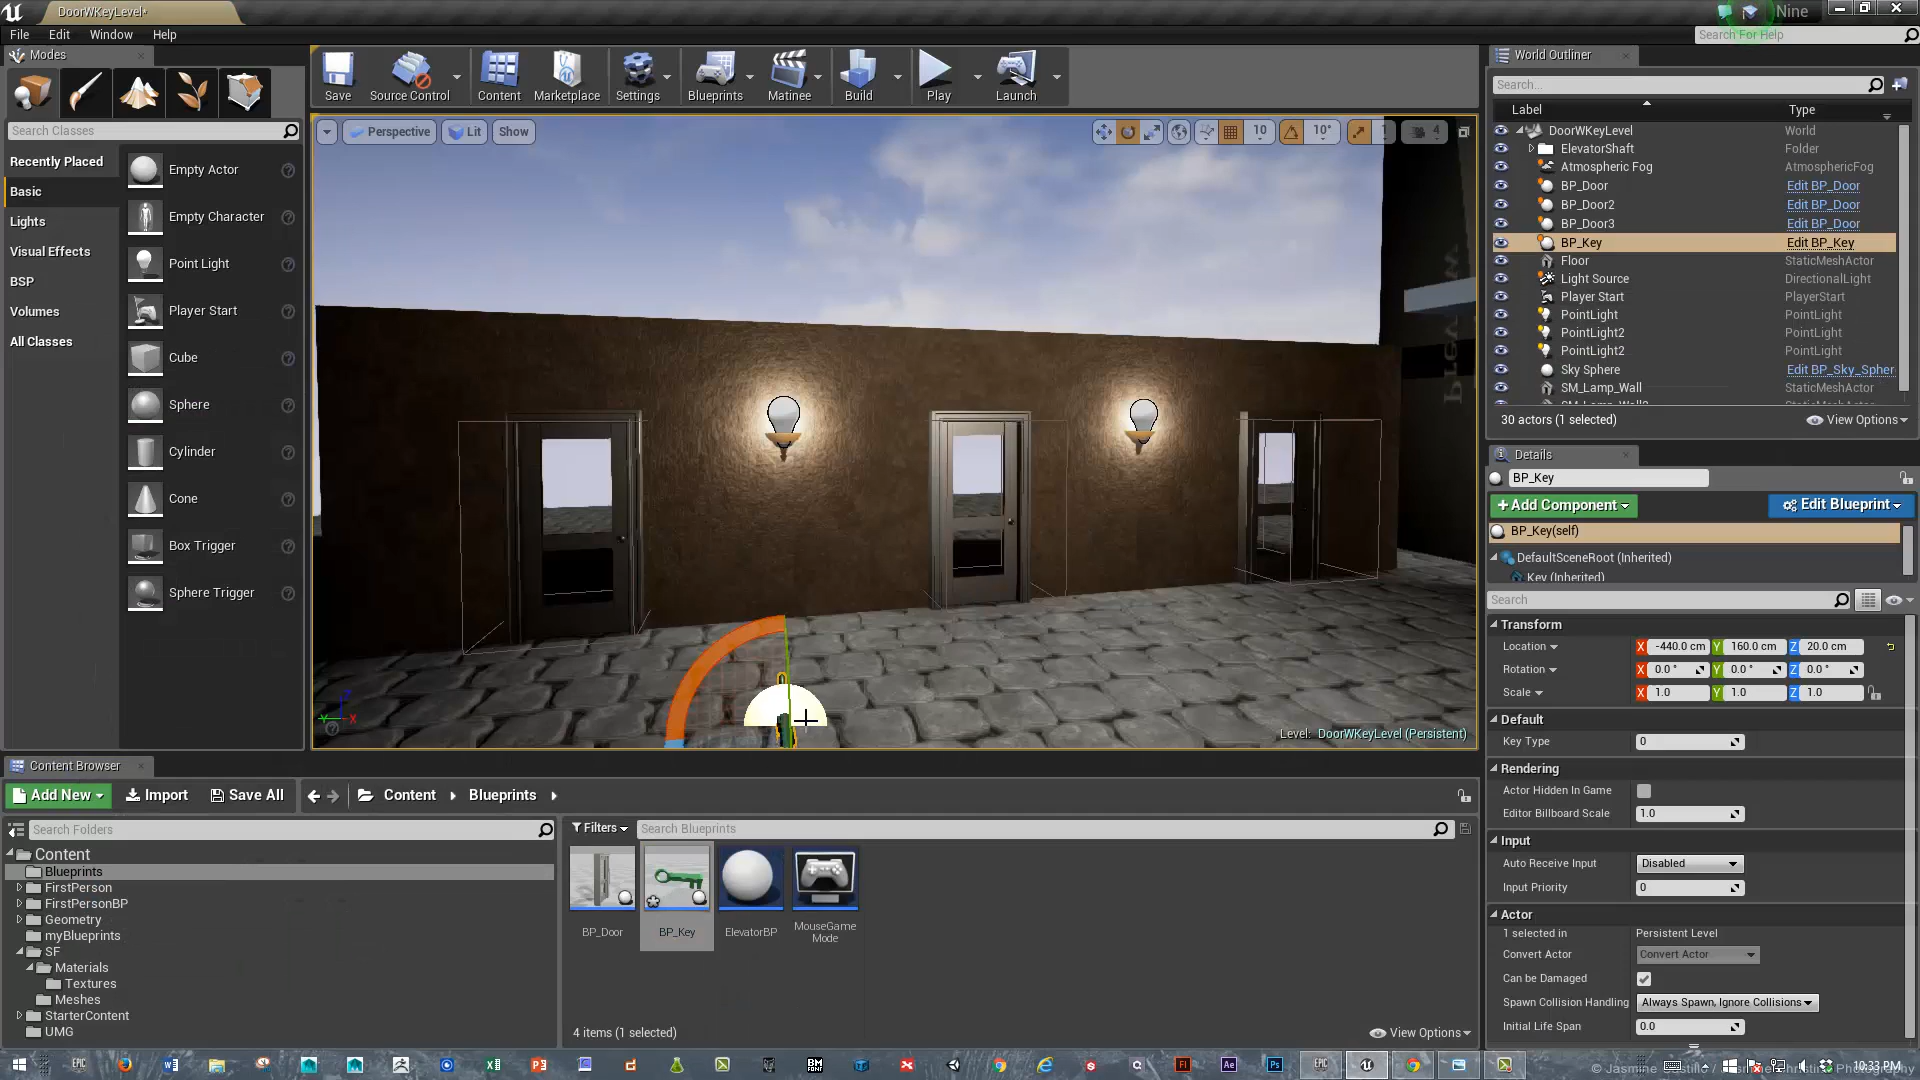 DoorWKeyLevel*
Nine
File Edit Window Help
Search For Help
Modes
Save Source Control Content Marketplace Settings Blueprints Matinee Build Play Launch
World Outliner
Search...
Label Type
DoorWKeyLevel World
ElevatorShaft Folder
Atmospheric Fog AtmosphericFog
BP_Door Edit BP_Door
BP_Door2 Edit BP_Door
BP_Door3 Edit BP_Door
BP_Key Edit BP_Key
Floor StaticMeshActor
Light Source DirectionalLight
Player Start PlayerStart
PointLight PointLight
PointLight2 PointLight
PointLight2 PointLight
Sky Sphere Edit BP_Sky_Spher
SM_Lamp_Wall StaticMeshActor
30 actors (1 selected) View Options
Search Classes
Recently Placed
Basic
Lights
Visual Effects
BSP
Volumes
All Classes
Empty Actor
Empty Character
Point Light
Player Start
Cube
Sphere
Cylinder
Cone
Box Trigger
Sphere Trigger
Perspective Lit Show
10 10° 1 4
Level: DoorWKeyLevel (Persistent)
Details
BP_Key
+ Add Component Edit Blueprint
BP_Key(self)
DefaultSceneRoot (Inherited)
Key (Inherited)
Search
Transform
Location X -440.0 cm Y 160.0 cm Z 20.0 cm
Rotation X 0.0 ° Y 0.0 ° Z 0.0 °
Scale X 1.0 Y 1.0 Z 1.0
Default
Key Type 0
Rendering
Actor Hidden In Game
Editor Billboard Scale 1.0
Input
Auto Receive Input Disabled
Input Priority 0
Actor
1 selected in Persistent Level
Convert Actor Convert Actor
Can be Damaged
Spawn Collision Handling Always Spawn, Ignore Collisions
Initial Life Span 0.0
Content Browser
Add New Import Save All Content Blueprints
Search Folders
Filters Search Blueprints
Content
Blueprints
FirstPerson
FirstPersonBP
Geometry
myBlueprints
SF
Materials
Textures
Meshes
StarterContent
UMG
BP_Door BP_Key ElevatorBP MouseGame
Mode
4 items (1 selected) View Options
10:33 PM